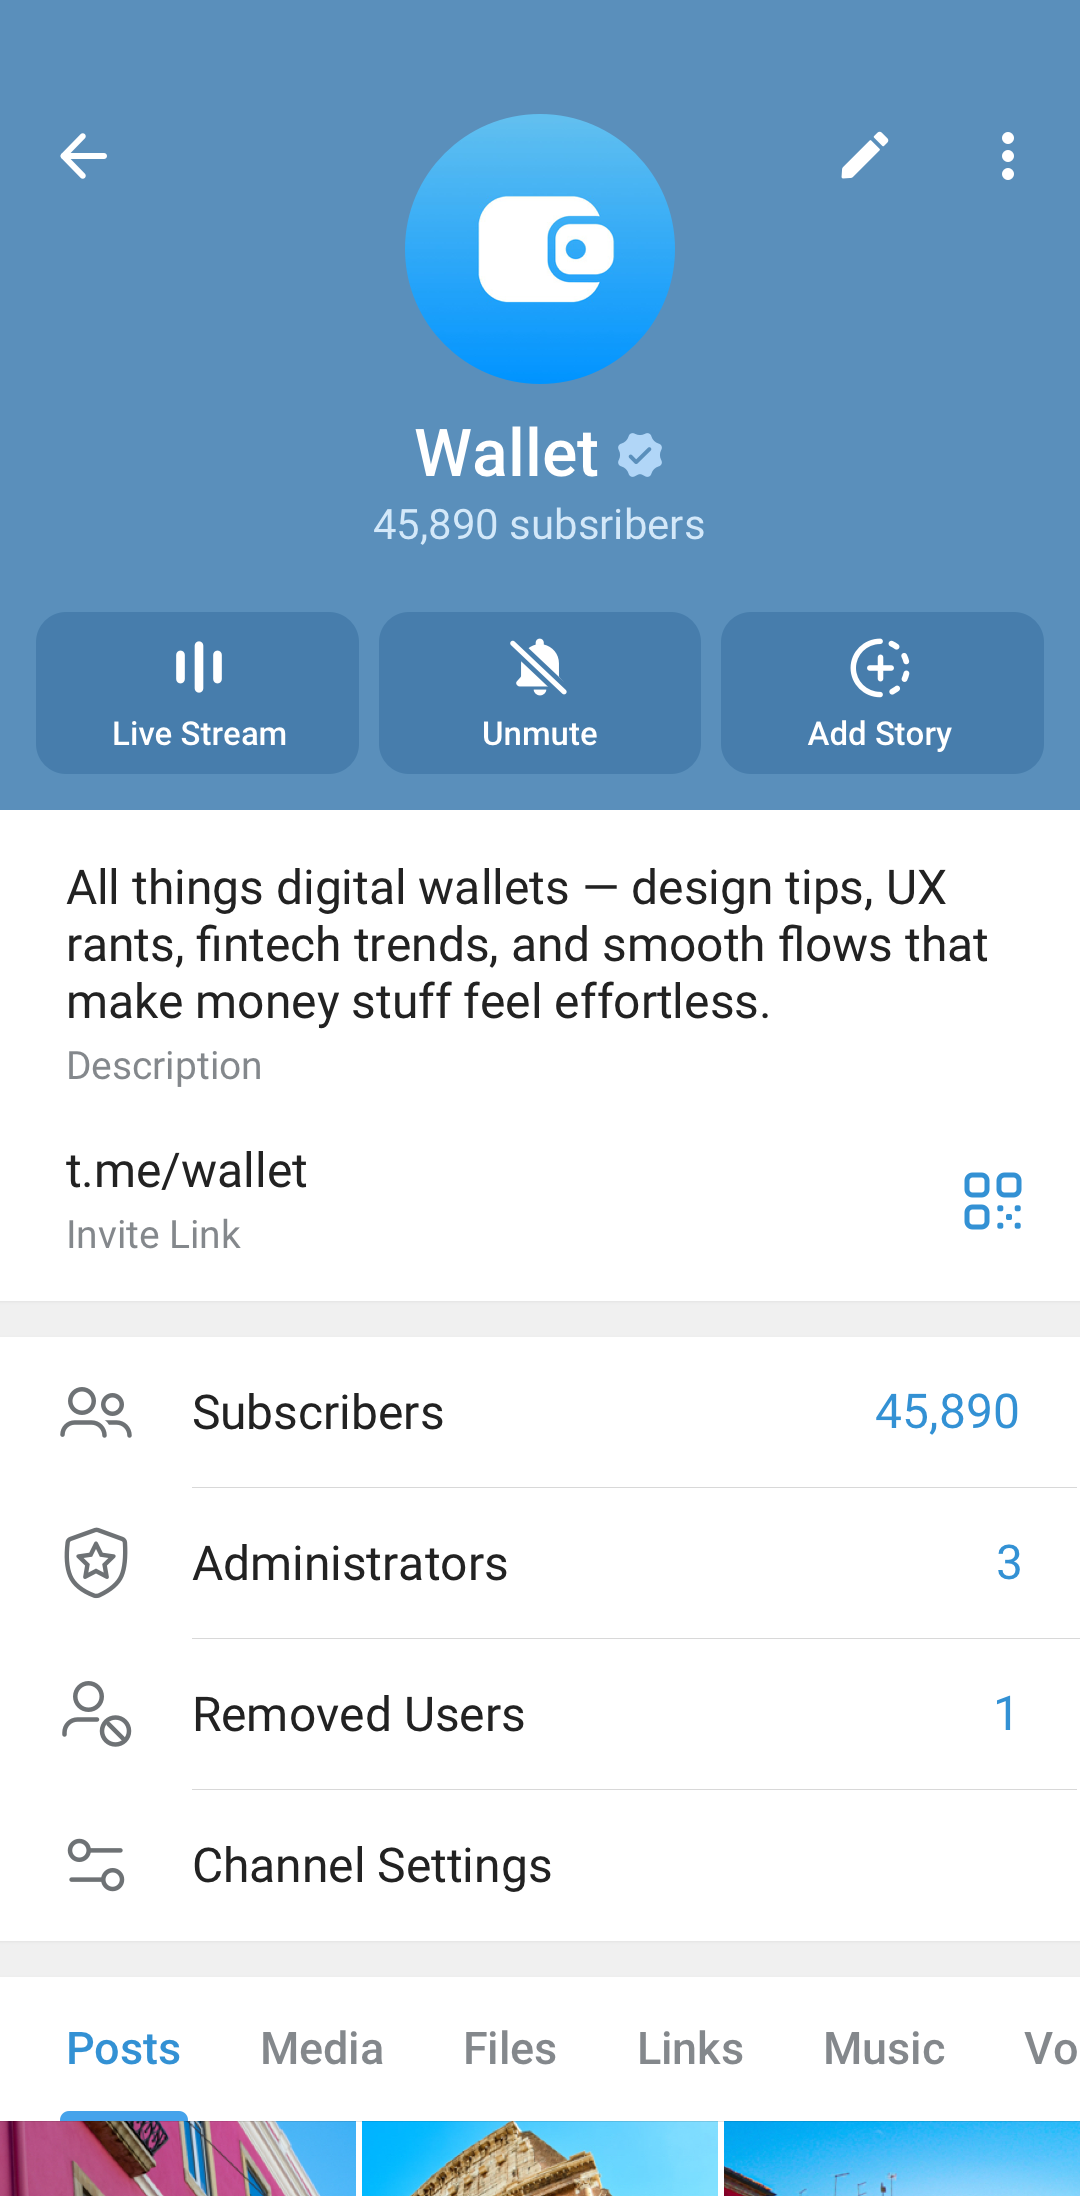 Wallet
45,890 subsribers
Live Stream
Unmute
Add Story
All things digital wallets — design tips, UX
rants, fintech trends, and smooth flows that
make money stuff feel effortless.
Description
t.me/wallet
Invite Link
Subscribers
45,890
Administrators
3
Removed Users
1
Channel Settings
Posts
Media
Files
Links
Music
Vo